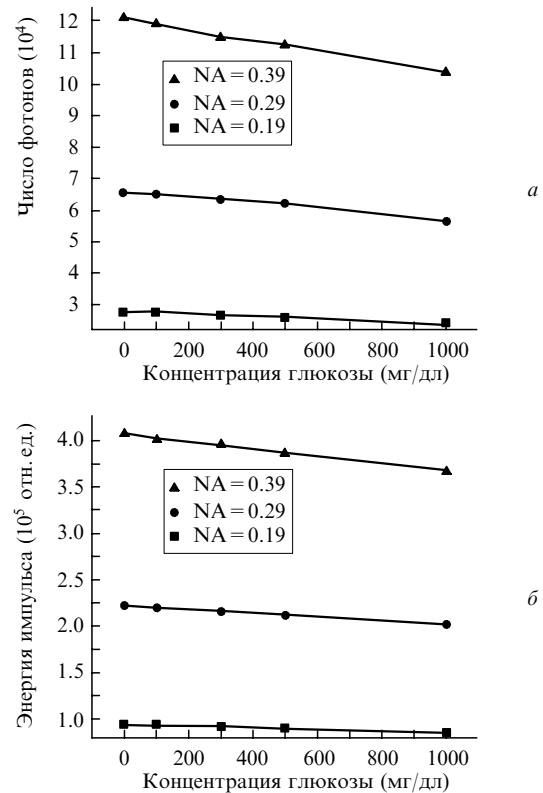 Число фотонов (10⁴)
12
11
10
9
8
7
6
5
4
3
NA = 0.39
NA = 0.29
NA = 0.19
0 200 400 600 800 1000
Концентрация глюкозы (мг/дл)
а
Энергия импульса (10⁵ отн. ед.)
4.0
3.5
2.5
2.0
1.5
1.0
NA = 0.39
NA = 0.29
NA = 0.19
0 200 400 600 800 1000
Концентрация глюкозы (мг/дл)
б